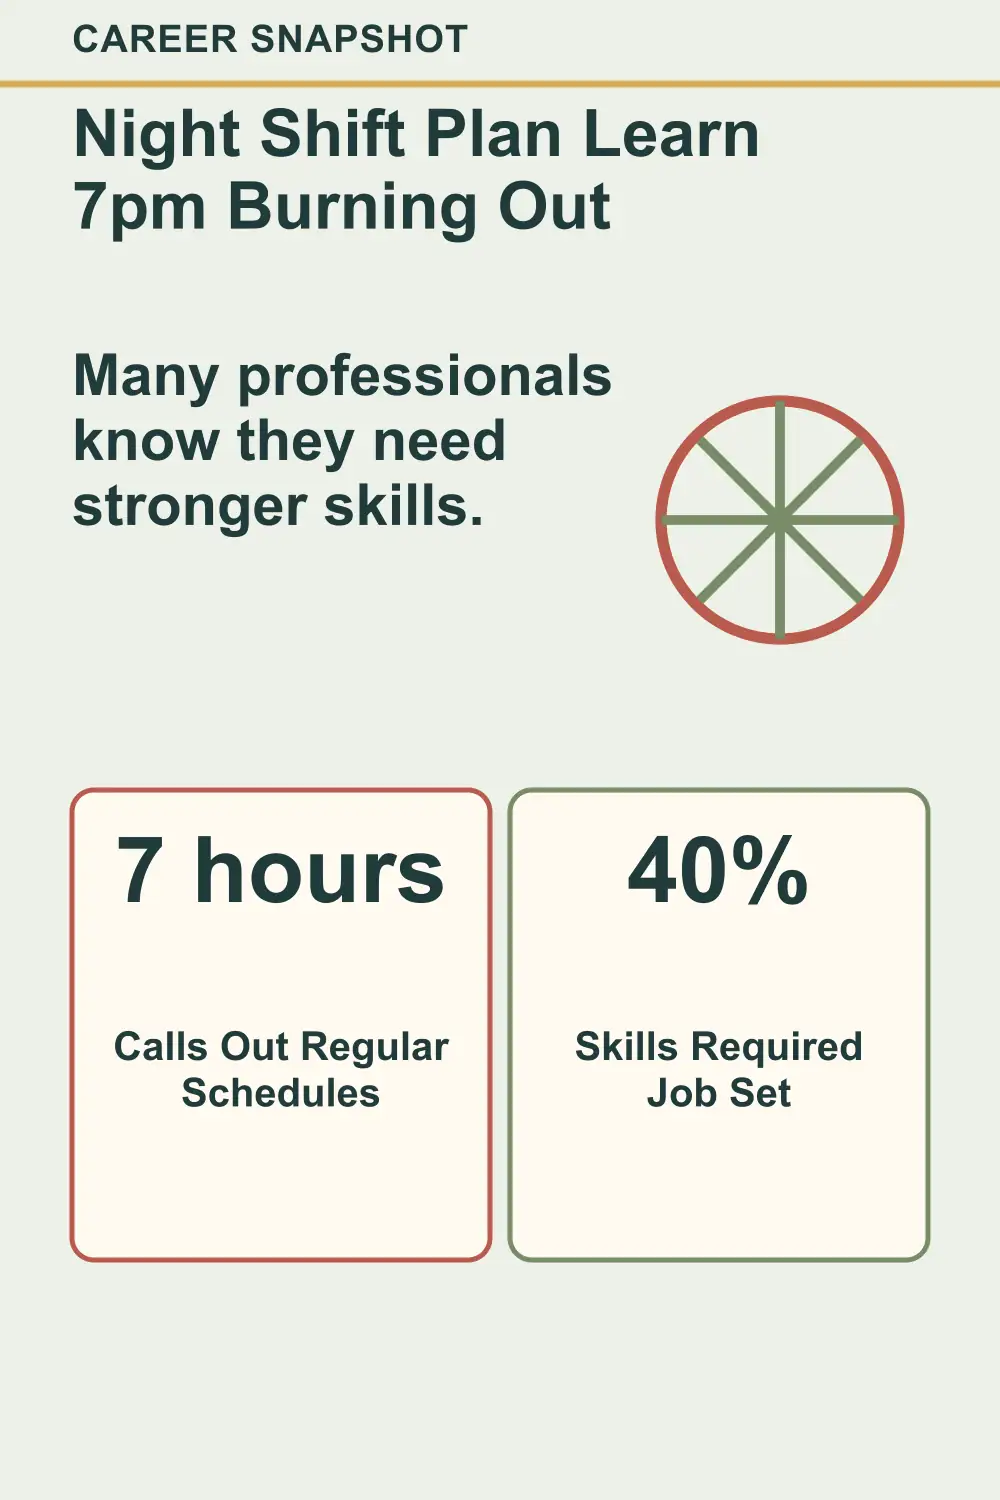 CAREER SNAPSHOT
Night Shift Plan Learn
7pm Burning Out
Many professionals
know they need
stronger skills.
7 hours
Calls Out Regular
Schedules
40%
Skills Required
Job Set